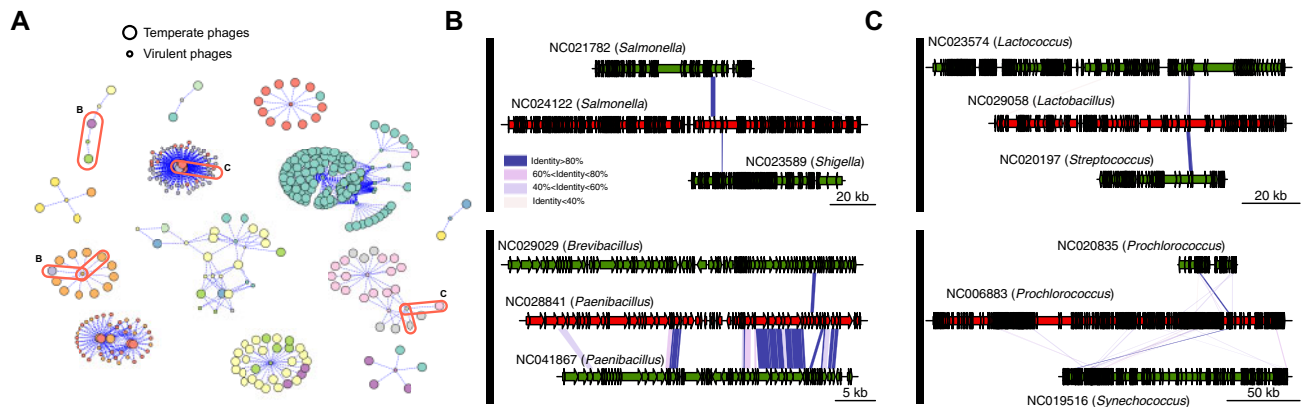 A
Temperate phages
Virulent phages
B
C
B
C
B
NC021782 (Salmonella)
NC024122 (Salmonella)
NC023589 (Shigella)
Identity>80%
60%<Identity<80%
40%<Identity<60%
Identity<40%
20 kb
NC029029 (Brevibacillus)
NC028841 (Paenibacillus)
NC041867 (Paenibacillus)
5 kb
C
NC023574 (Lactococcus)
NC029058 (Lactobacillus)
NC020197 (Streptococcus)
20 kb
NC020835 (Prochlorococcus)
NC006883 (Prochlorococcus)
NC019516 (Synechococcus)
50 kb